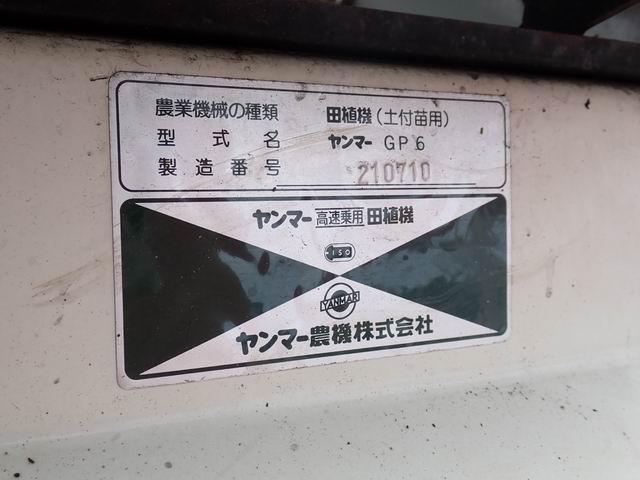 農業機械の種類 田植機(土付苗用)
型式名 ヤンマー GP6
製造番号 210710
ヤンマー 高速乗用 田植機
ISO
YANMAR
ヤンマー農機株式会社